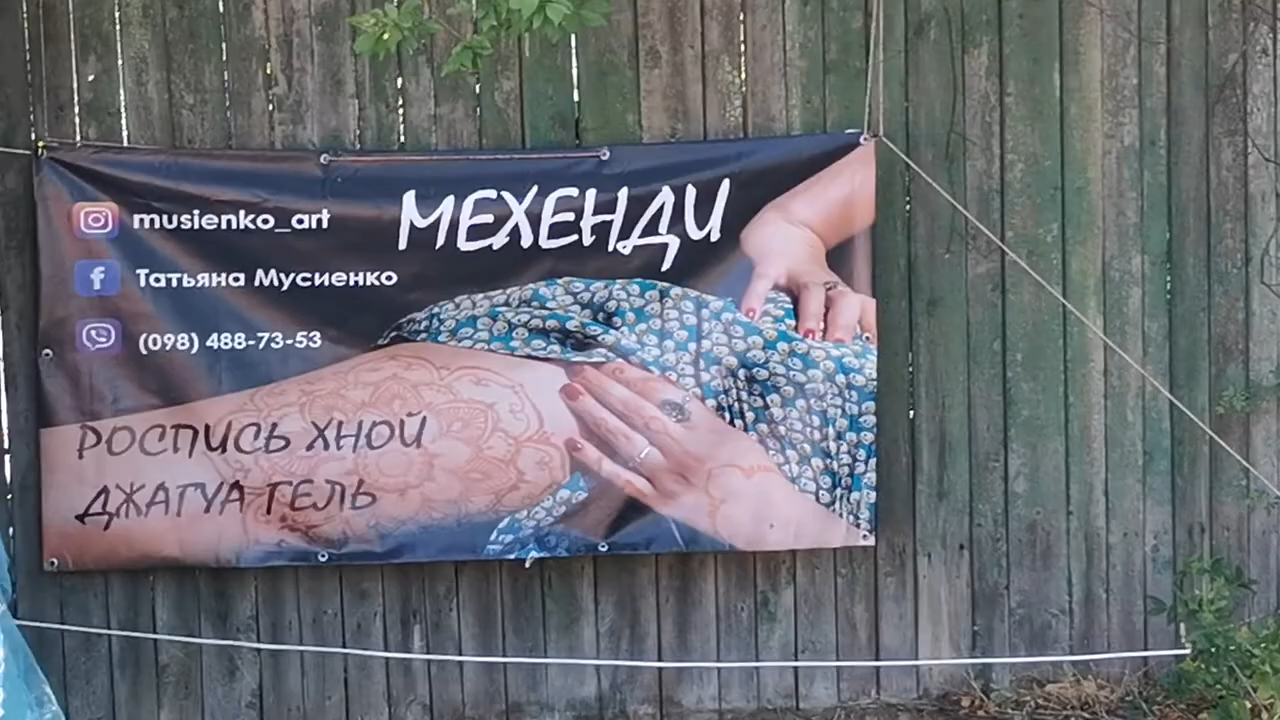 МЕХЕНДИ
musienko_art
Татьяна Мусиенко
(098) 488-73-53
РОСПИСЬ ХНОЙ
ДЖАГУА ГЕЛЬ